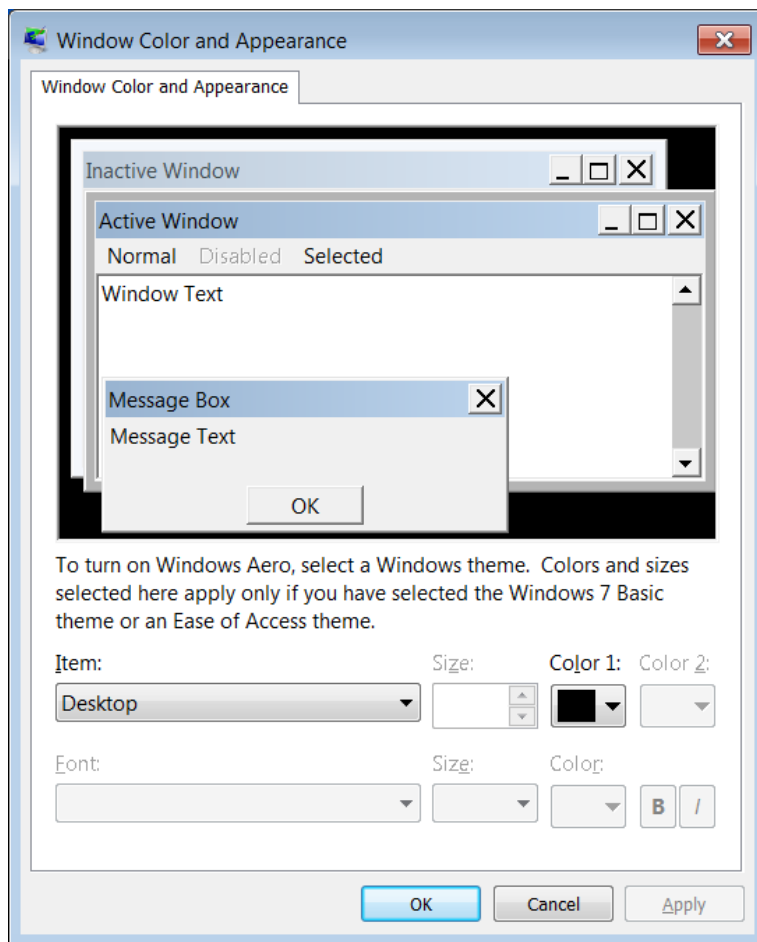 Window Color and Appearance
Window Color and Appearance
Inactive Window
Active Window
Normal Disabled Selected
Window Text
Message Box
Message Text
OK
To turn on Windows Aero, select a Windows theme. Colors and sizes
selected here apply only if you have selected the Windows 7 Basic
theme or an Ease of Access theme.
Item: Size: Color 1: Color 2:
Desktop
Font: Size: Color:
B I
OK Cancel Apply